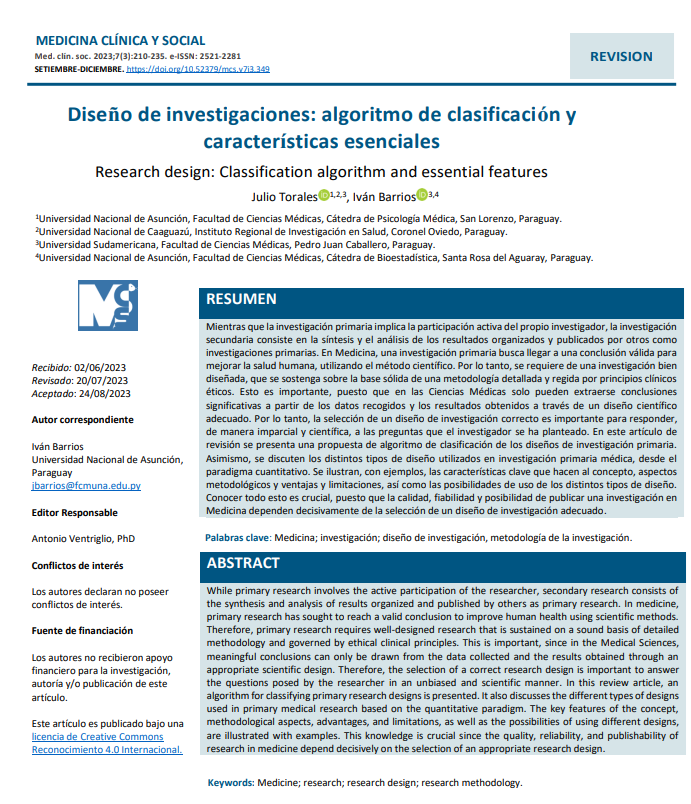 MEDICINA CLÍNICA Y SOCIAL
Med. clín. soc. 2023;7(3):210-235. e-ISSN: 2521-2281
SETIEMBRE-DICIEMBRE. https://doi.org/10.52379/mcs.v7i3.349
REVISION
Diseño de investigaciones: algoritmo de clasificación y
características esenciales
Research design: Classification algorithm and essential features
Julio Torales iD 1,2,3, Iván Barrios iD 3,4
1Universidad Nacional de Asunción, Facultad de Ciencias Médicas, Cátedra de Psicología Médica, San Lorenzo, Paraguay.
2Universidad Nacional de Caaguazú, Instituto Regional de Investigación en Salud, Coronel Oviedo, Paraguay.
3Universidad Sudamericana, Facultad de Ciencias Médicas, Pedro Juan Caballero, Paraguay.
4Universidad Nacional de Asunción, Facultad de Ciencias Médicas, Cátedra de Bioestadística, Santa Rosa del Aguaray, Paraguay.
Recibido: 02/06/2023
Revisado: 20/07/2023
Aceptado: 24/08/2023
Autor correspondiente
Iván Barrios
Universidad Nacional de Asunción,
Paraguay
jbarrios@fcmuna.edu.py
Editor Responsable
Antonio Ventriglio, PhD
Conflictos de interés
Los autores declaran no poseer
conflictos de interés.
Fuente de financiación
Los autores no recibieron apoyo
financiero para la investigación,
autoría y/o publicación de este
artículo.
Este artículo es publicado bajo una
licencia de Creative Commons
Reconocimiento 4.0 Internacional.
RESUMEN
Mientras que la investigación primaria implica la participación activa del propio investigador, la investigación
secundaria consiste en la síntesis y el análisis de los resultados organizados y publicados por otros como
investigaciones primarias. En Medicina, una investigación primaria busca llegar a una conclusión válida para
mejorar la salud humana, utilizando el método científico. Por lo tanto, se requiere de una investigación bien
diseñada, que se sostenga sobre la base sólida de una metodología detallada y regida por principios clínicos
éticos. Esto es importante, puesto que en las Ciencias Médicas solo pueden extraerse conclusiones
significativas a partir de los datos recogidos y los resultados obtenidos a través de un diseño científico
adecuado. Por lo tanto, la selección de un diseño de investigación correcto es importante para responder,
de manera imparcial y científica, a las preguntas que el investigador se ha planteado. En este artículo de
revisión se presenta una propuesta de algoritmo de clasificación de los diseños de investigación primaria.
Asimismo, se discuten los distintos tipos de diseño utilizados en investigación primaria médica, desde el
paradigma cuantitativo. Se ilustran, con ejemplos, las características clave que hacen al concepto, aspectos
metodológicos y ventajas y limitaciones, así como las posibilidades de uso de los distintos tipos de diseño.
Conocer todo esto es crucial, puesto que la calidad, fiabilidad y posibilidad de publicar una investigación en
Medicina dependen decisivamente de la selección de un diseño de investigación adecuado.
Palabras clave: Medicina; investigación; diseño de investigación, metodología de la investigación.
ABSTRACT
While primary research involves the active participation of the researcher, secondary research consists of
the synthesis and analysis of results organized and published by others as primary research. In medicine,
primary research has sought to reach a valid conclusion to improve human health using scientific methods.
Therefore, primary research requires well-designed research that is sustained on a sound basis of detailed
methodology and governed by ethical clinical principles. This is important, since in the Medical Sciences,
meaningful conclusions can only be drawn from the data collected and the results obtained through an
appropriate scientific design. Therefore, the selection of a correct research design is important to answer
the questions posed by the researcher in an unbiased and scientific manner. In this review article, an
algorithm for classifying primary research designs is presented. It also discusses the different types of designs
used in primary medical research based on the quantitative paradigm. The key features of the concept,
methodological aspects, advantages, and limitations, as well as the possibilities of using different designs,
are illustrated with examples. This knowledge is crucial since the quality, reliability, and publishability of
research in medicine depend decisively on the selection of an appropriate research design.
Keywords: Medicine; research; research design; research methodology.